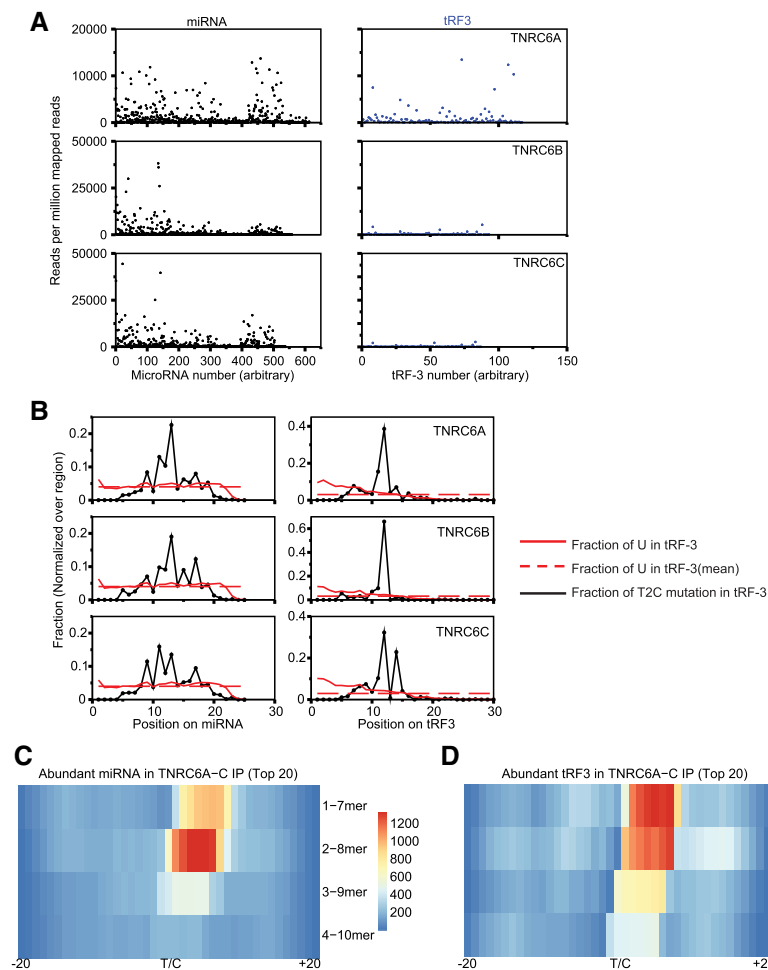 A
miRNA
tRF3
Reads per million mapped reads
20000
10000
0
TNRC6A
50000
25000
0
TNRC6B
50000
25000
0
TNRC6C
0 100 200 300 400 500 600
0 50 100 150
MicroRNA number (arbitrary)
tRF-3 number (arbitrary)
B
Fraction (Normalized over region)
0.2
0.1
0
0.4
0.2
0
TNRC6A
0.2
0.1
0
0.6
0.4
0.2
0
TNRC6B
0.2
0.1
0
0.4
0.2
0
TNRC6C
0 10 20 30
0 10 20 30
Position on miRNA
Position on tRF3
Fraction of U in tRF-3
Fraction of U in tRF-3(mean)
Fraction of T2C mutation in tRF-3
C
Abundant miRNA in TNRC6A−C IP (Top 20)
1−7mer
2−8mer
3−9mer
4−10mer
-20 T/C +20
1200
1000
800
600
400
200
D
Abundant tRF3 in TNRC6A−C IP (Top 20)
-20 T/C +2